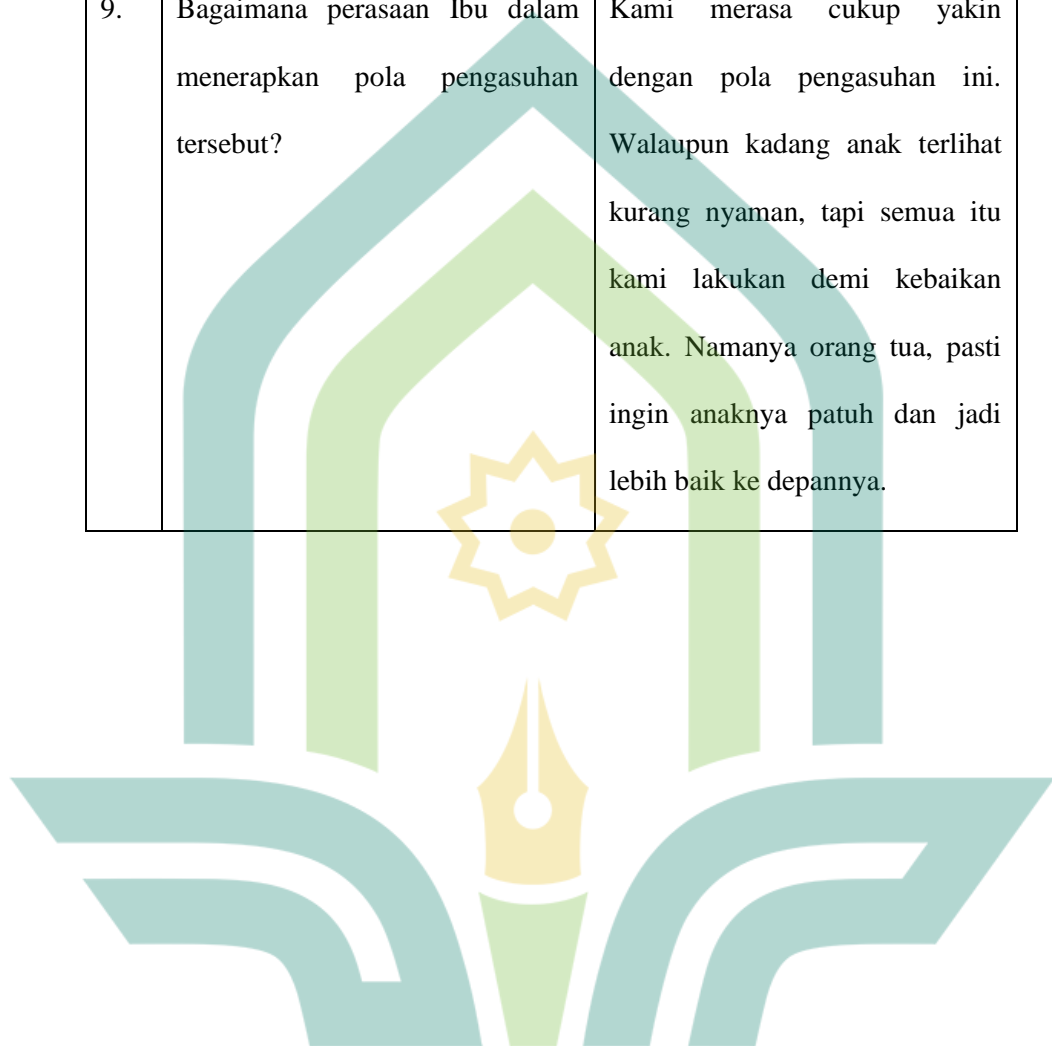 9.
Bagaimana perasaan Ibu dalam
menerapkan pola pengasuhan
tersebut?
Kami merasa cukup yakin
dengan pola pengasuhan ini.
Walaupun kadang anak terlihat
kurang nyaman, tapi semua itu
kami lakukan demi kebaikan
anak. Namanya orang tua, pasti
ingin anaknya patuh dan jadi
lebih baik ke depannya.